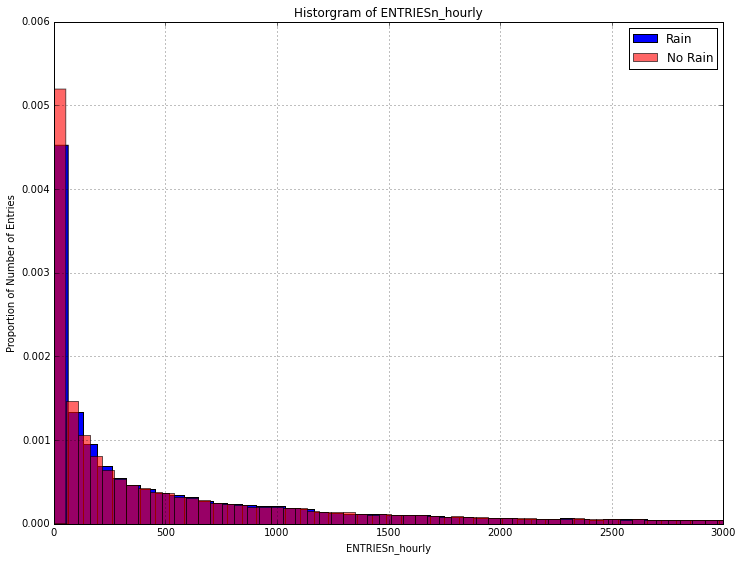 Historgram of ENTRIESn_hourly
Rain
No Rain
Proportion of Number of Entries
0.006
0.005
0.004
0.003
0.002
0.001
0.000
0 500 1000 1500 2000 2500 3000
ENTRIESn_hourly